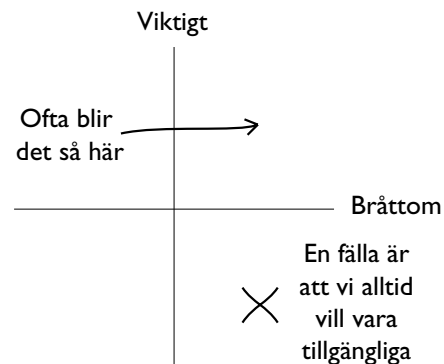 Viktigt
Ofta blir
det så här
Bråttom
En fälla är
att vi alltid
vill vara
tillgängliga